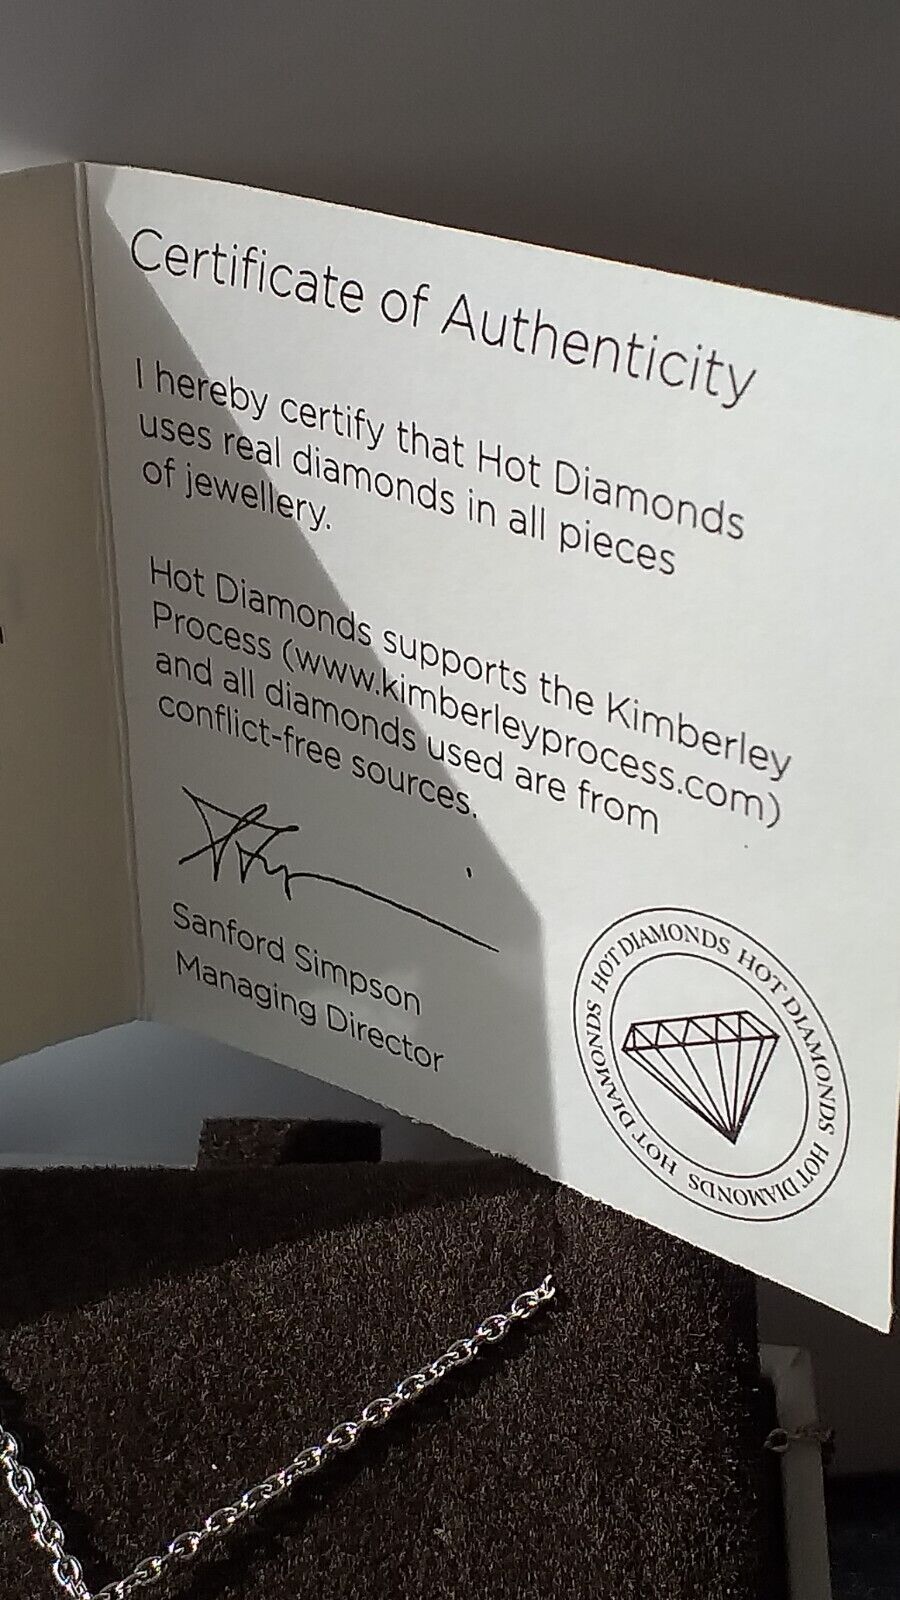 Certificate of Authenticity
I hereby certify that Hot Diamonds
uses real diamonds in all pieces
of jewellery.
Hot Diamonds supports the Kimberley
Process (www.kimberleyprocess.com)
and all diamonds used are from
conflict-free sources.
Sanford Simpson
Managing Director
HOT DIAMONDS HOT DIAMONDS HOT DIAMONDS HOT DIAMONDS